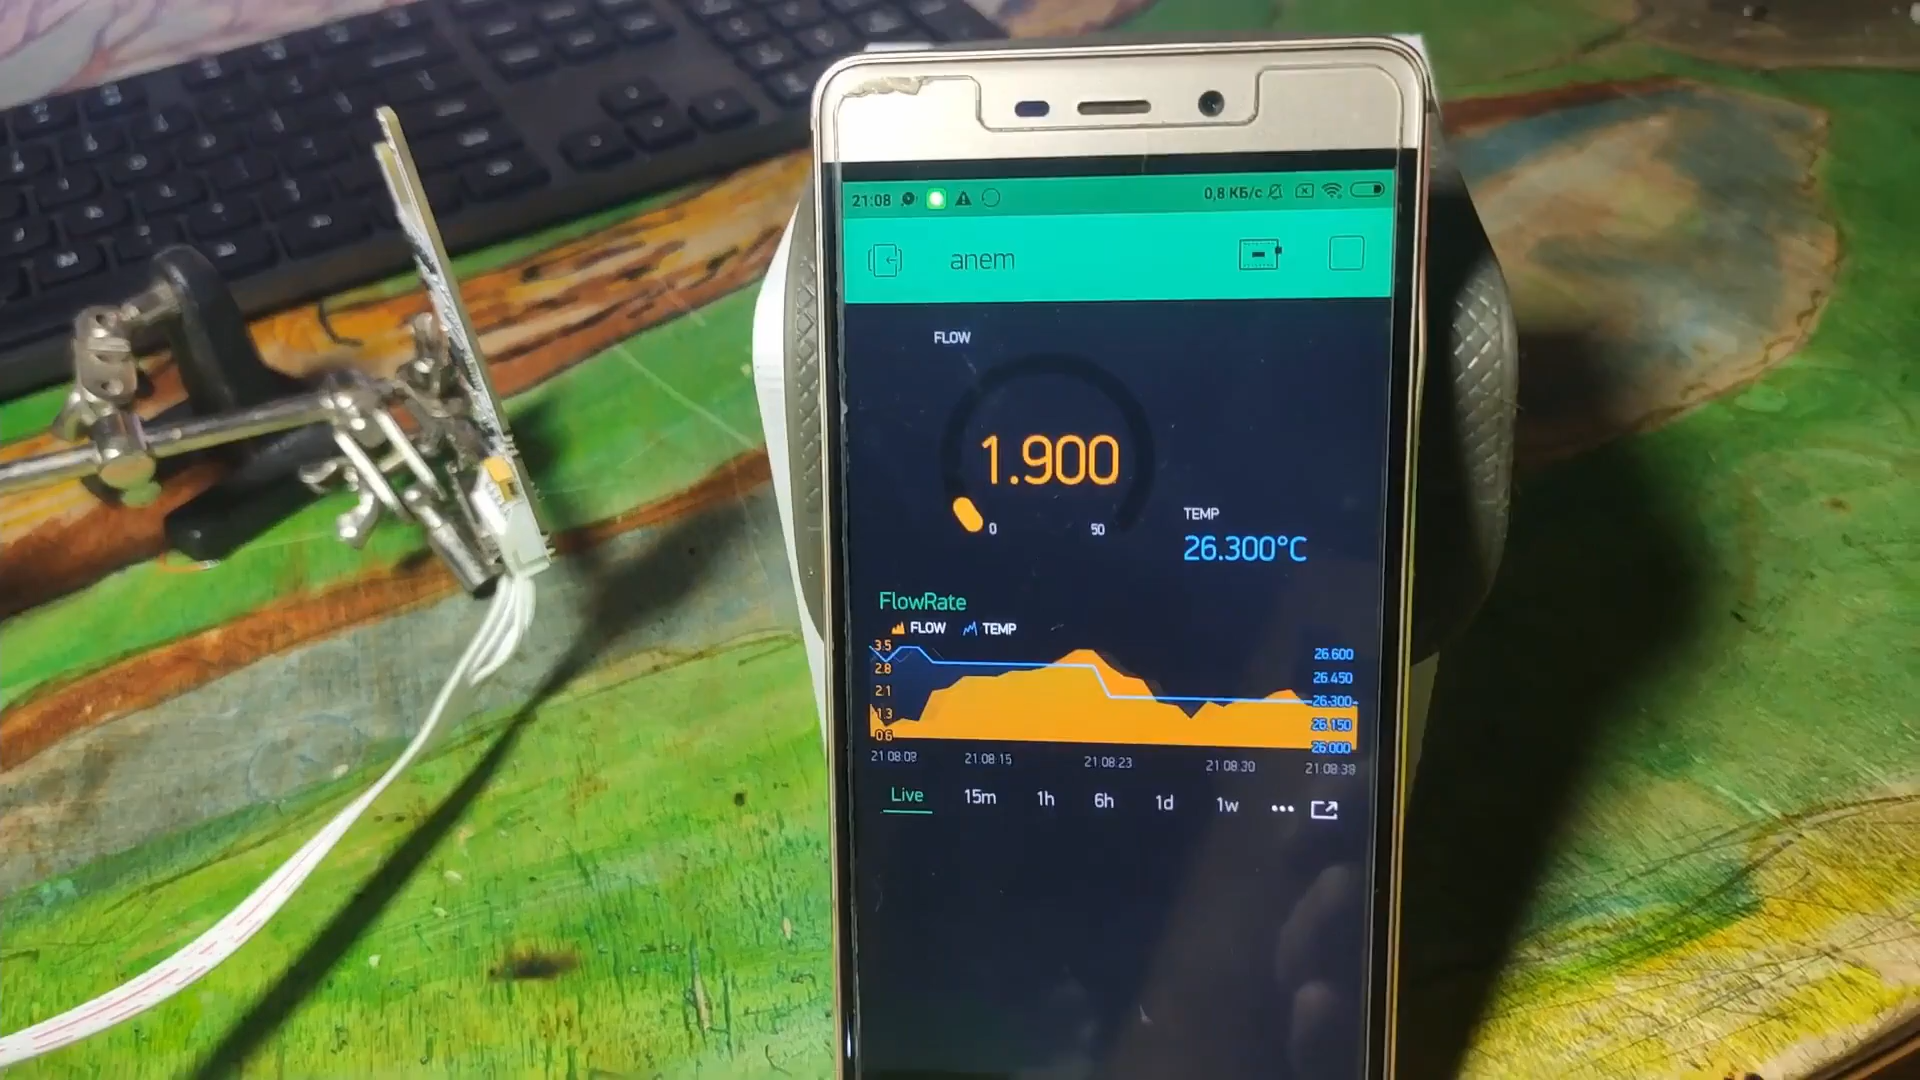 21:08 0,8 КБ/с
anem
FLOW
1.900
0 50
TEMP
26.300°C
FlowRate
FLOW TEMP
3.5 26.600
2.8 26.450
2.1 26.300
1.3 26.150
0.6 26.000
21:08:09 21:08:15 21:08:23 21:08:30 21:08:39
Live 15m 1h 6h 1d 1w •••